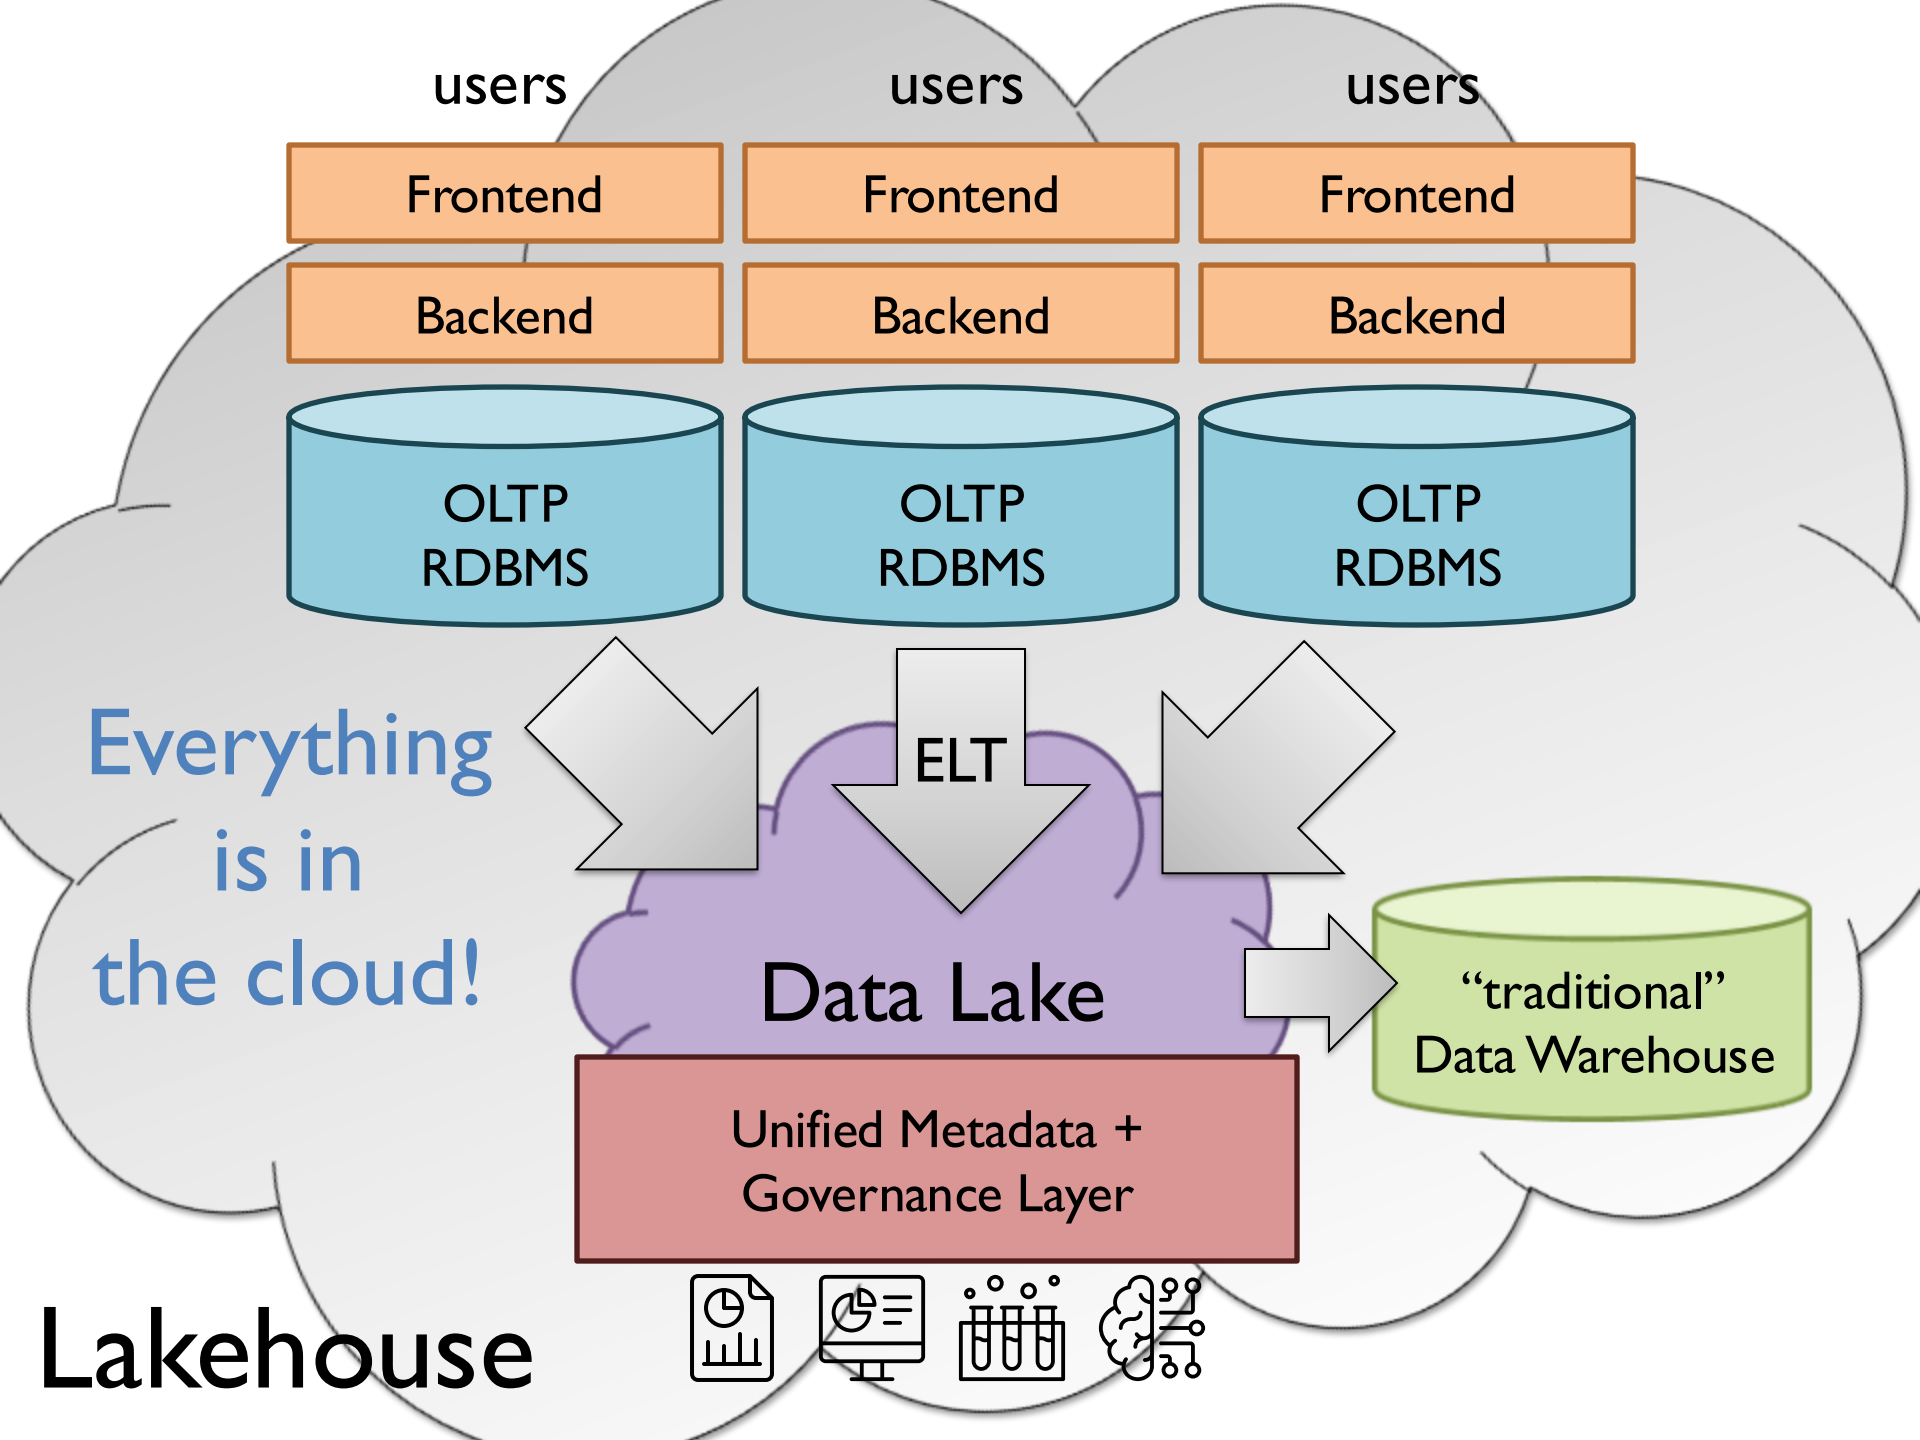 users
users
users
Frontend
Frontend
Frontend
Backend
Backend
Backend
OLTP
RDBMS
OLTP
RDBMS
OLTP
RDBMS
ELT
Everything
is in
the cloud!
Data Lake
“traditional”
Data Warehouse
Unified Metadata +
Governance Layer
Lakehouse